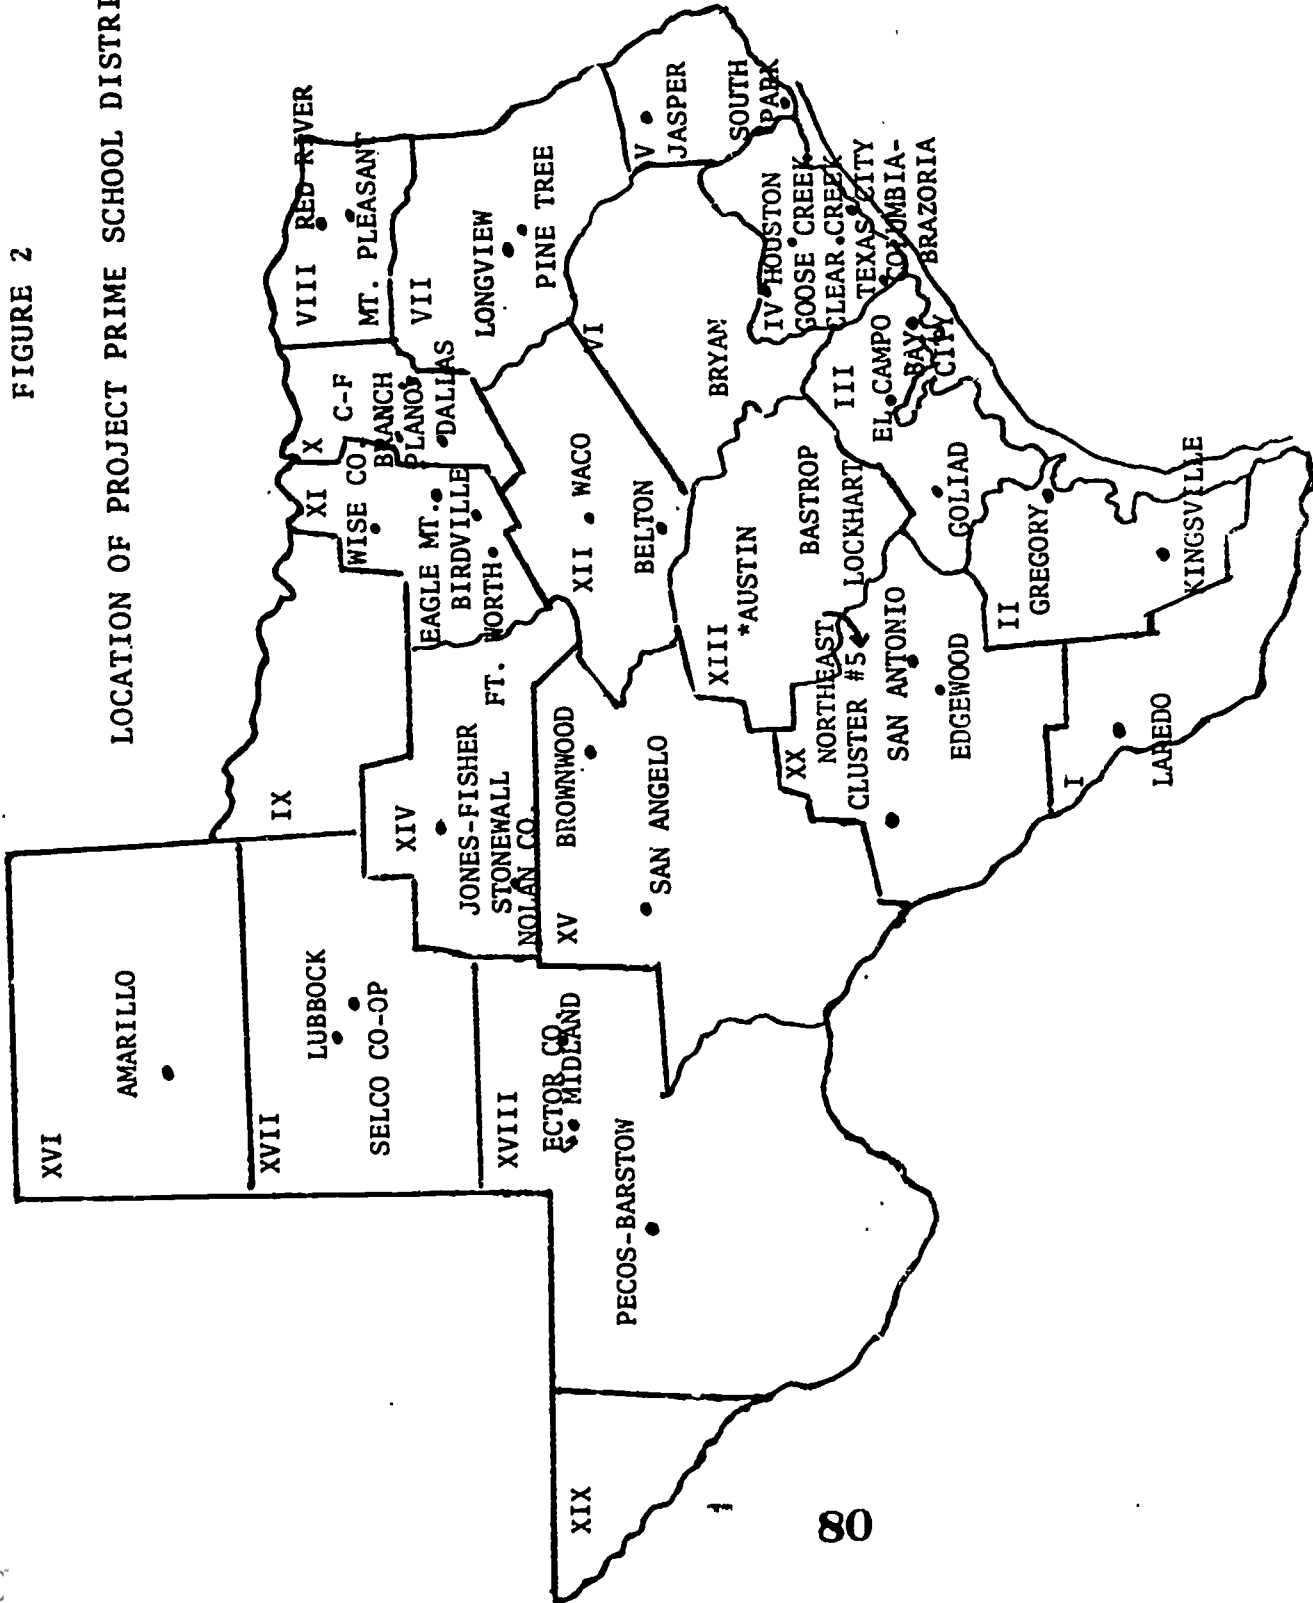 FIGURE 2
LOCATION OF PROJECT PRIME SCHOOL DISTRI
XVI
AMARILLO
XVII
LUBBOCK
SELCO CO-OP
IX
XI
WISE CO.
X
C-F
BRANCH
PLANO
DALLAS
VIII
RED RIVER
MT. PLEASANT
VII
LONGVIEW
PINE TREE
XIV
JONES-FISHER
STONEWALL
NOLAN CO.
EAGLE MT.
BIRDVILLE
FT. WORTH
XVIII
ECTOR CO.
MIDLAND
PECOS-BARSTOW
XIX
XV
BROWNWOOD
SAN ANGELO
XII
WACO
BELTON
VI
BRYAN
V
JASPER
SOUTH
PARK
XIII
*AUSTIN
BASTROP
LOCKHART
IV
HOUSTON
GOOSE CREEK
CLEAR CREEK
TEXAS CITY
COLUMBIA-
BRAZORIA
III
EL CAMPO
BAY
CITY
GOLIAD
XX
NORTHEAST
CLUSTER #5
SAN ANTONIO
EDGEWOOD
II
GREGORY
KINGSVILLE
I
LAREDO
80